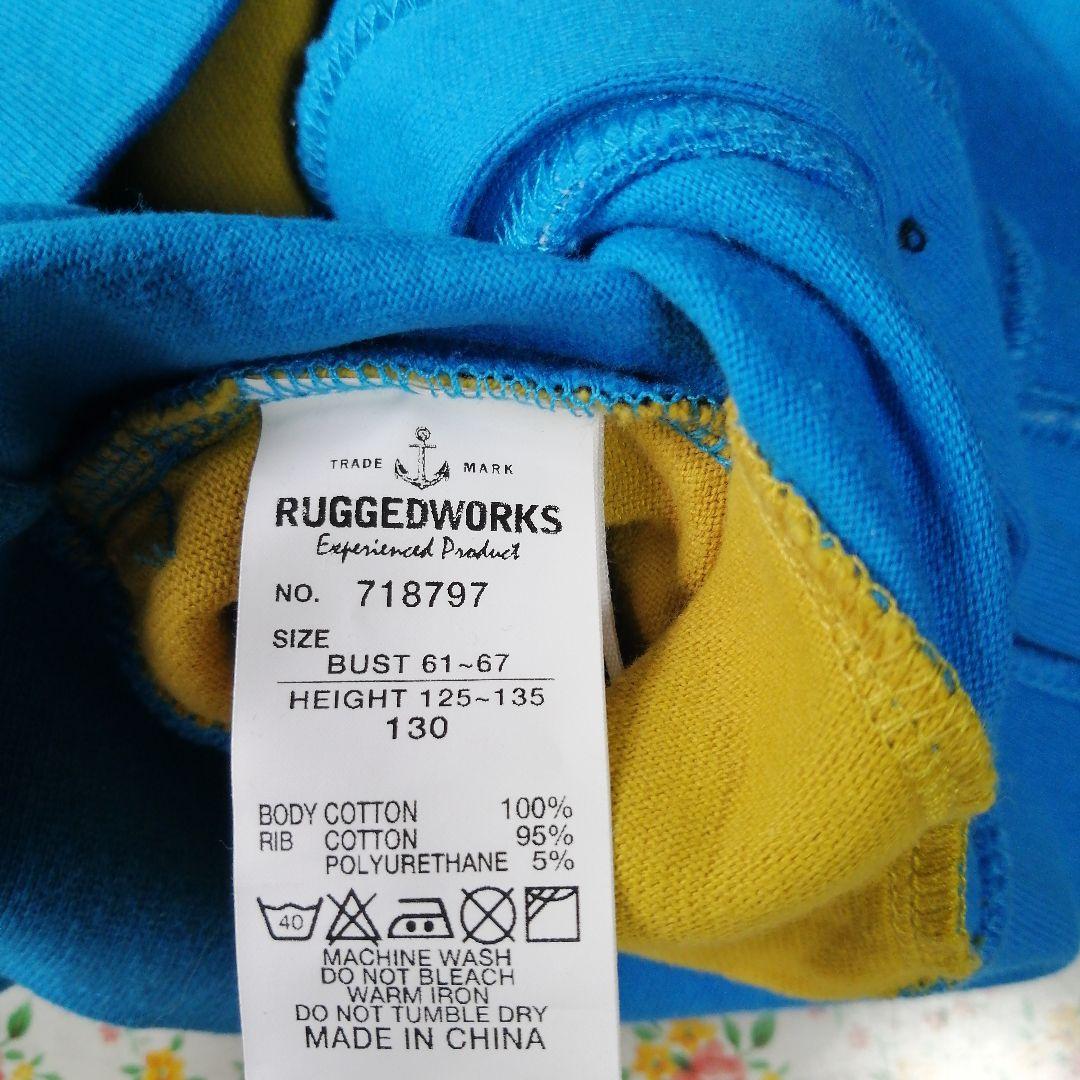 TRADE MARK
RUGGEDWORKS
Experienced Product
NO. 718797
SIZE
BUST 61~67
HEIGHT 125~135
130
BODY COTTON 100%
RIB COTTON 95%
POLYURETHANE 5%
40
MACHINE WASH
DO NOT BLEACH
WARM IRON
DO NOT TUMBLE DRY
MADE IN CHINA